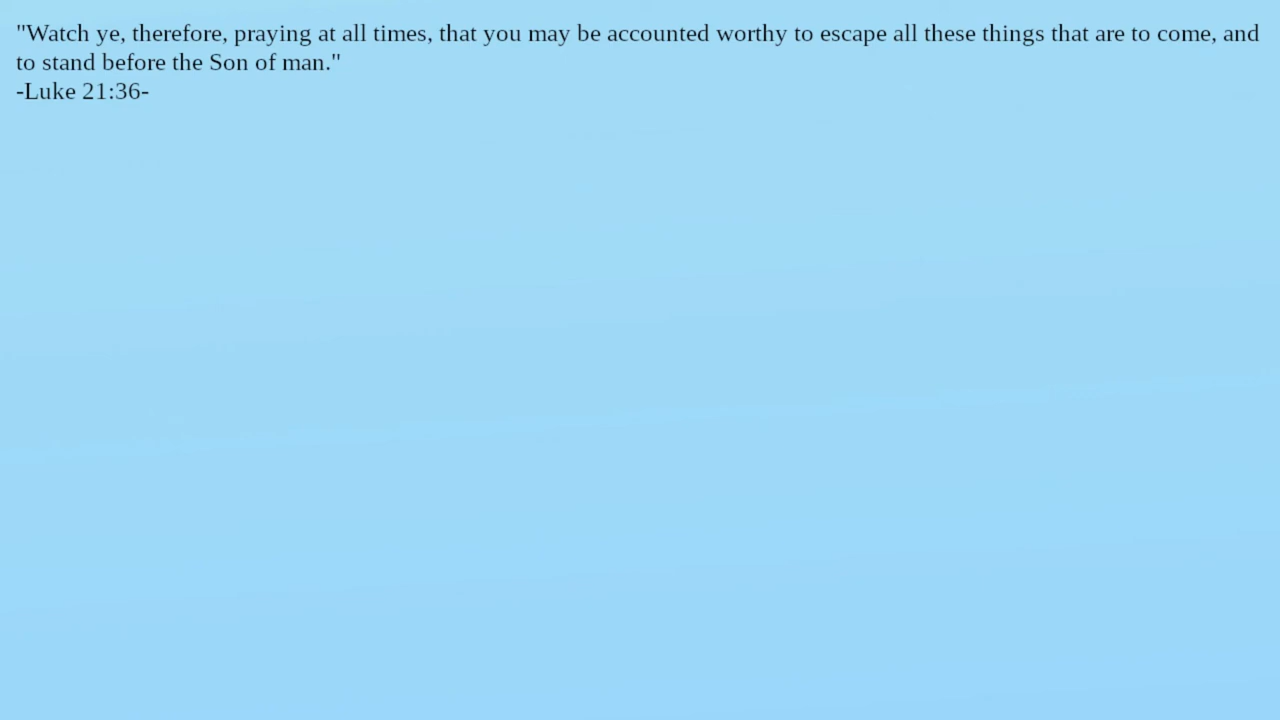 "Watch ye, therefore, praying at all times, that you may be accounted worthy to escape all these things that are to come, and
to stand before the Son of man."
-Luke 21:36-